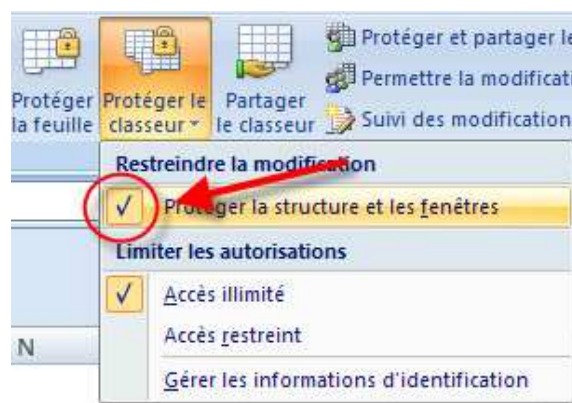 Protéger la feuille
Protéger le classeur
Partager le classeur
Protéger et partager le
Permettre la modificati
Suivi des modification
Restreindre la modification
Protéger la structure et les fenêtres
Limiter les autorisations
Accès illimité
Accès restreint
Gérer les informations d'identification
N